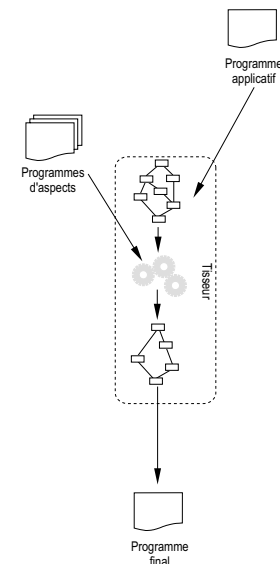 Programme
applicatif
Programmes
d'aspects
Tisseur
Programme
final